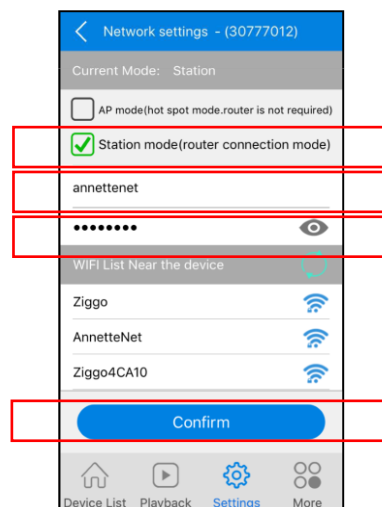 Network settings - (30777012)
Current Mode: Station
AP mode(hot spot mode.router is not required)
Station mode(router connection mode)
annettenet
••••••••
WIFI List Near the device
Ziggo
AnnetteNet
Ziggo4CA10
Confirm
Device List Playback Settings More